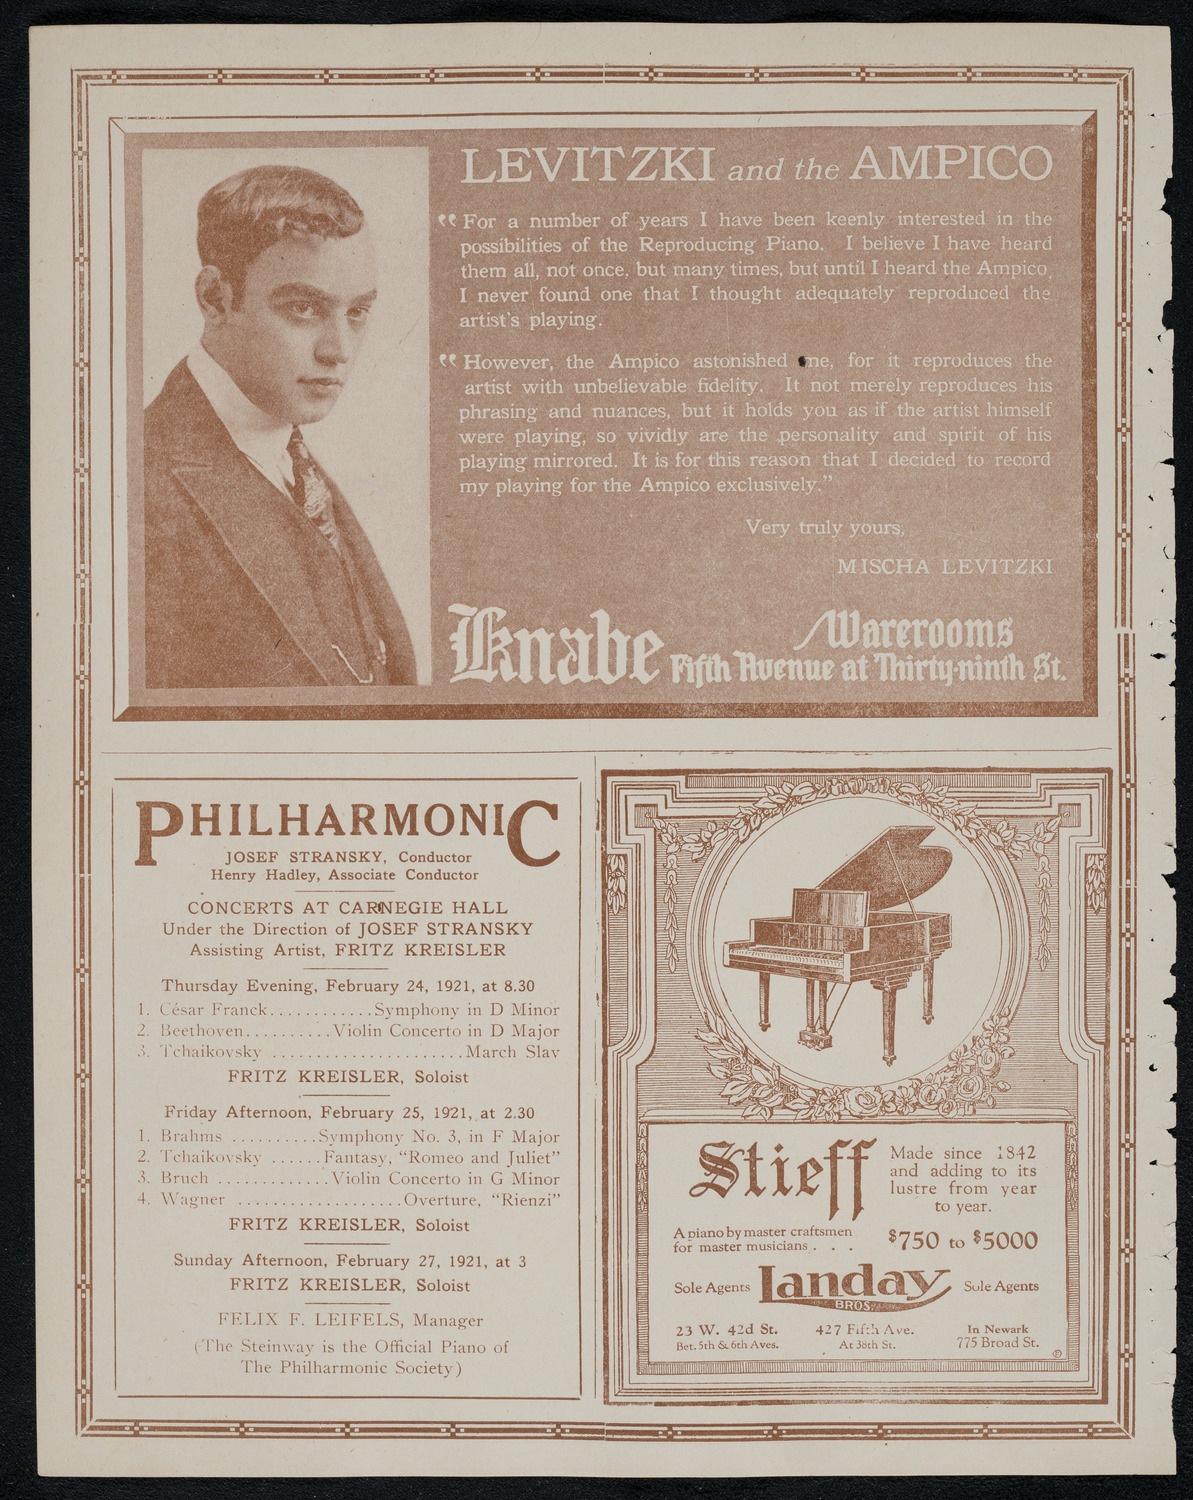 LEVITZKI and the AMPICO
“For a number of years I have been keenly interested in the
possibilities of the Reproducing Piano. I believe I have heard
them all, not once, but many times, but until I heard the Ampico,
I never found one that I thought adequately reproduced the
artist's playing.
“However, the Ampico astonished me, for it reproduces the
artist with unbelievable fidelity. It not merely reproduces his
phrasing and nuances, but it holds you as if the artist himself
were playing, so vividly are the personality and spirit of his
playing mirrored. It is for this reason that I decided to record
my playing for the Ampico exclusively.”
Very truly yours,
MISCHA LEVITZKI
Knabe Warerooms
Fifth Avenue at Thirty-ninth St.
PHILHARMONIC
JOSEF STRANSKY, Conductor
Henry Hadley, Associate Conductor
CONCERTS AT CARNEGIE HALL
Under the Direction of JOSEF STRANSKY
Assisting Artist, FRITZ KREISLER
Thursday Evening, February 24, 1921, at 8.30
1. César Franck............Symphony in D Minor
2. Beethoven..........Violin Concerto in D Major
3. Tchaikovsky ......................March Slav
FRITZ KREISLER, Soloist
Friday Afternoon, February 25, 1921, at 2.30
1. Brahms ..........Symphony No. 3, in F Major
2. Tchaikovsky ......Fantasy, “Romeo and Juliet”
3. Bruch .............Violin Concerto in G Minor
4. Wagner ...................Overture, “Rienzi”
FRITZ KREISLER, Soloist
Sunday Afternoon, February 27, 1921, at 3
FRITZ KREISLER, Soloist
FELIX F. LEIFELS, Manager
(The Steinway is the Official Piano of
The Philharmonic Society)
Stieff
Made since 1842
and adding to its
lustre from year
to year.
A piano by master craftsmen
for master musicians . . .
$750 to $5000
Sole Agents Landay Sole Agents
BROS.
23 W. 42d St. 427 Fifth Ave. In Newark
Bet. 5th & 6th Aves. At 38th St. 775 Broad St.